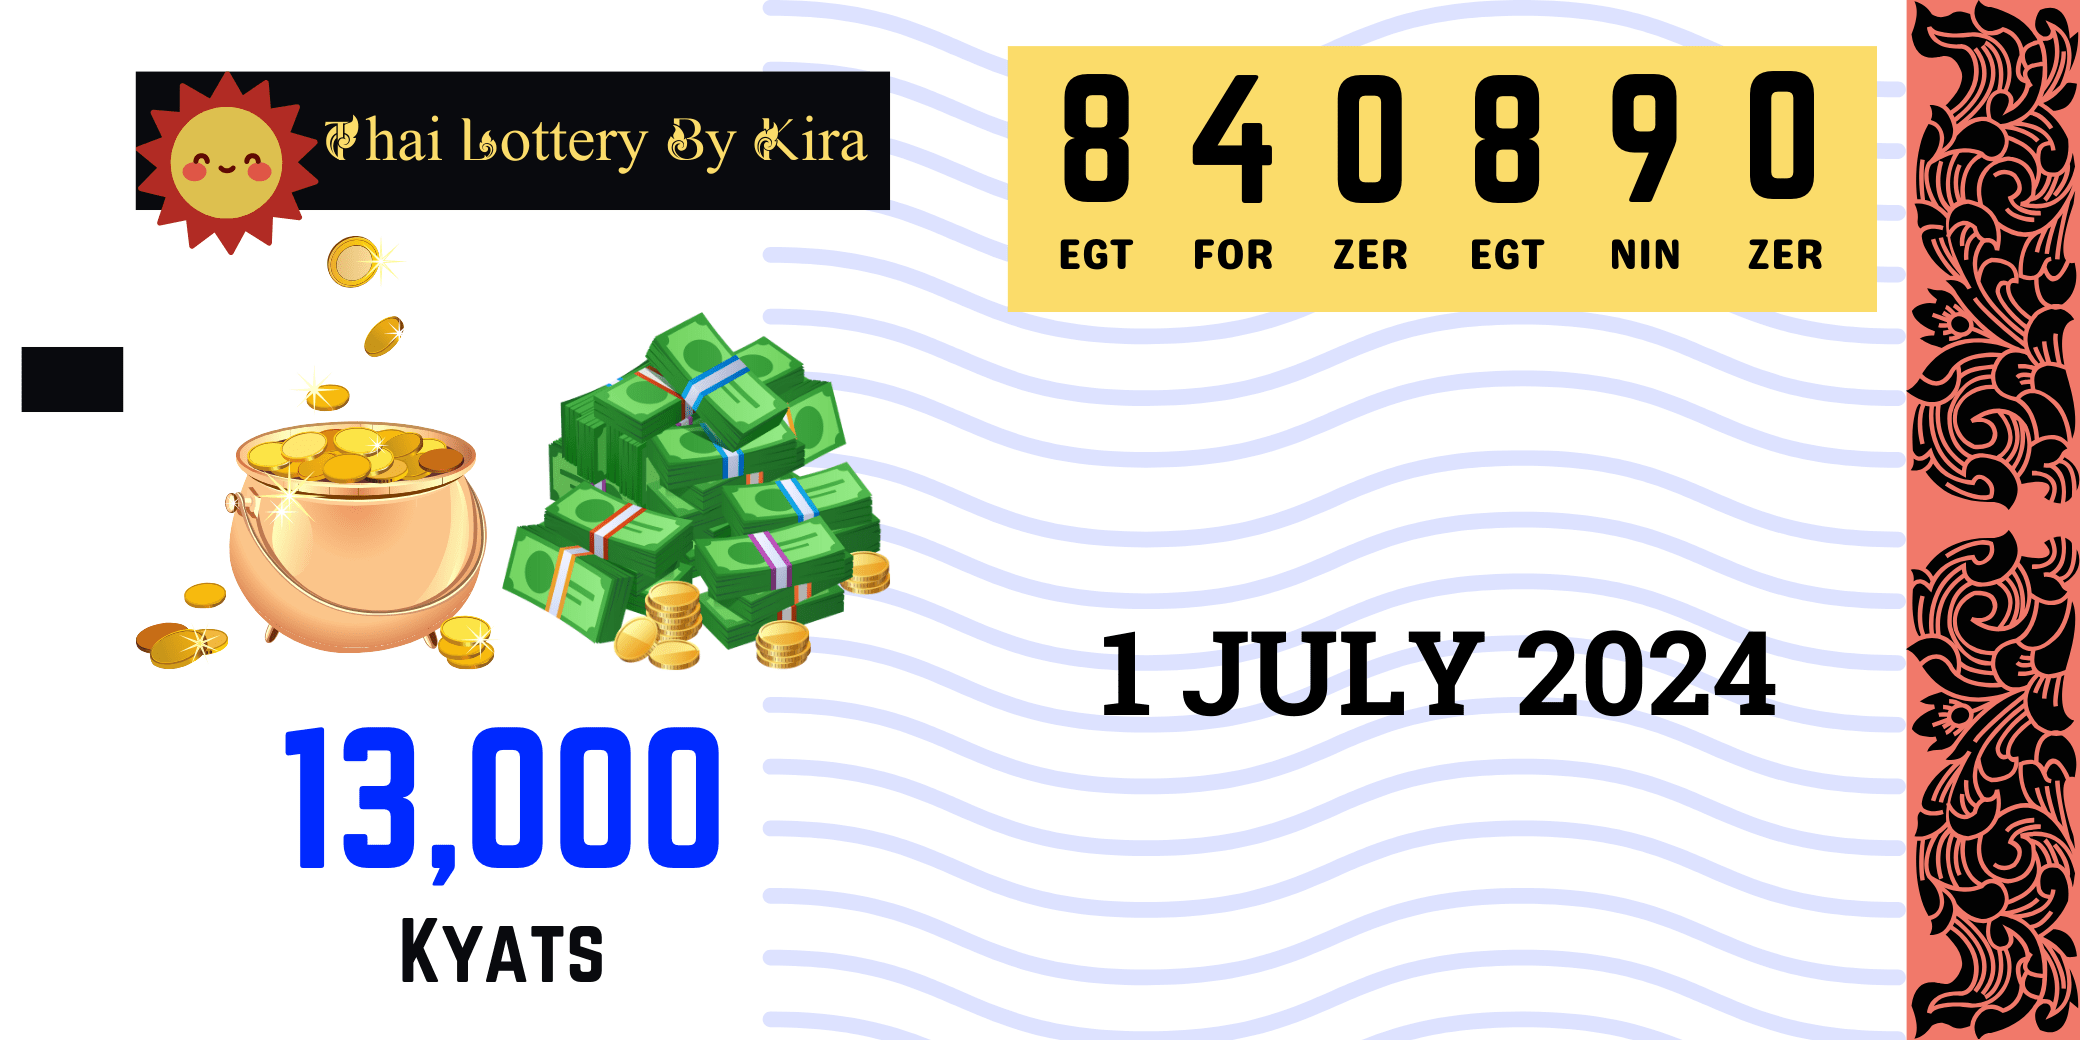 Thai Lottery By Kira
8 4 0 8 9 0
EGT FOR ZER EGT NIN ZER
1 JULY 2024
13,000
KYATS